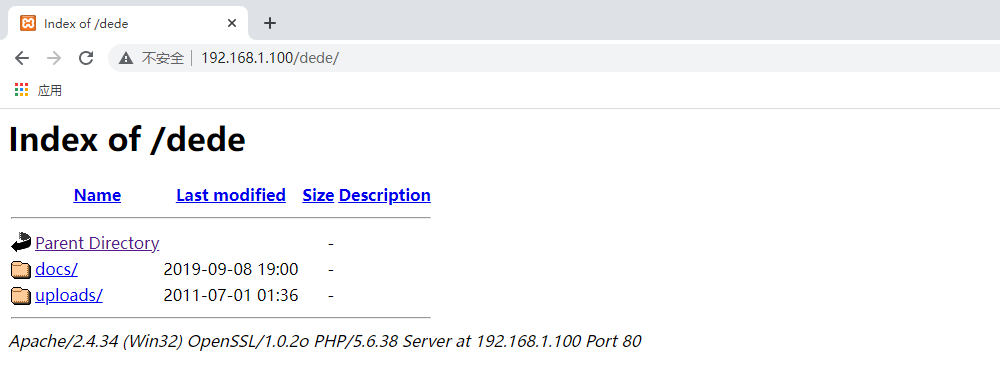 Index of /dede
不安全 192.168.1.100/dede/
应用
Index of /dede
Name Last modified Size Description
Parent Directory -
docs/ 2019-09-08 19:00 -
uploads/ 2011-07-01 01:36 -
Apache/2.4.34 (Win32) OpenSSL/1.0.2o PHP/5.6.38 Server at 192.168.1.100 Port 80